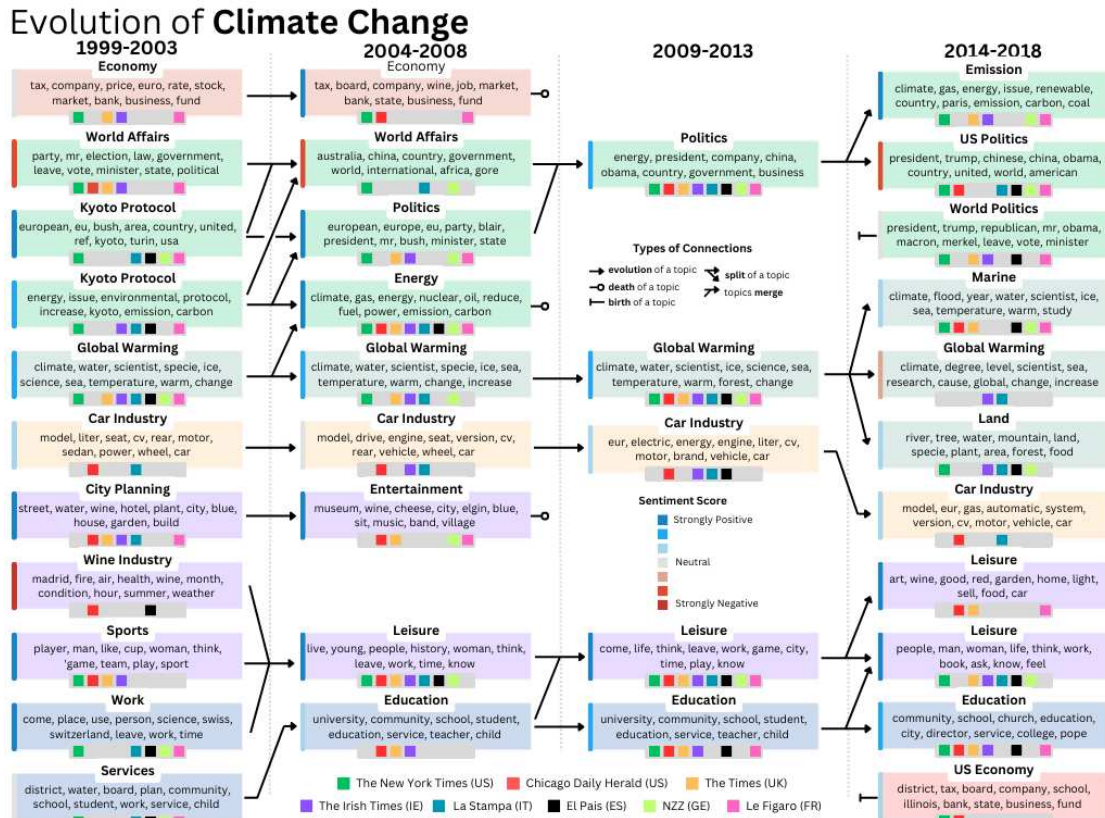 Evolution of Climate Change
1999-2003
Economy
tax, company, price, euro, rate, stock,
market, bank, business, fund
World Affairs
party, mr, election, law, government,
leave, vote, minister, state, political
Kyoto Protocol
european, eu, bush, area, country, united,
ref, kyoto, turin, usa
Kyoto Protocol
energy, issue, environmental, protocol,
increase, kyoto, emission, carbon
Global Warming
climate, water, scientist, specie, ice,
science, sea, temperature, warm, change
Car Industry
model, liter, seat, cv, rear, motor,
sedan, power, wheel, car
City Planning
street, water, wine, hotel, plant, city, blue,
house, garden, build
Wine Industry
madrid, fire, air, health, wine, month,
condition, hour, summer, weather
Sports
player, man, like, cup, woman, think,
'game, team, play, sport
Work
come, place, use, person, science, swiss,
switzerland, leave, work, time
Services
district, water, board, plan, community,
school, student, work, service, child
2004-2008
Economy
tax, board, company, wine, job, market,
bank, state, business, fund
World Affairs
australia, china, country, government,
world, international, africa, gore
Politics
european, europe, eu, party, blair,
president, mr, bush, minister, state
Energy
climate, gas, energy, nuclear, oil, reduce,
fuel, power, emission, carbon
Global Warming
climate, water, scientist, specie, ice, sea,
temperature, warm, change, increase
Car Industry
model, drive, engine, seat, version, cv,
rear, vehicle, wheel, car
Entertainment
museum, wine, cheese, city, elgin, blue,
sit, music, band, village
Leisure
live, young, people, history, woman, think,
leave, work, time, know
Education
university, community, school, student,
education, service, teacher, child
2009-2013
Politics
energy, president, company, china,
obama, country, government, business
Types of Connections
evolution of a topic
split of a topic
death of a topic
topics merge
birth of a topic
Global Warming
climate, water, scientist, ice, science, sea,
temperature, warm, forest, change
Car Industry
eur, electric, energy, engine, liter, cv,
motor, brand, vehicle, car
Sentiment Score
Strongly Positive
Neutral
Strongly Negative
Leisure
come, life, think, leave, work, game, city,
time, play, know
Education
university, community, school, student,
education, service, teacher, child
2014-2018
Emission
climate, gas, energy, issue, renewable,
country, paris, emission, carbon, coal
US Politics
president, trump, chinese, china, obama,
country, united, world, american
World Politics
president, trump, republican, mr, obama,
macron, merkel, leave, vote, minister
Marine
climate, flood, year, water, scientist, ice,
sea, temperature, warm, study
Global Warming
climate, degree, level, scientist, sea,
research, cause, global, change, increase
Land
river, tree, water, mountain, land,
specie, plant, area, forest, food
Car Industry
model, eur, gas, automatic, system,
version, cv, motor, vehicle, car
Leisure
art, wine, good, red, garden, home, light,
sell, food, car
Leisure
people, man, woman, life, think, work,
book, ask, know, feel
Education
community, school, church, education,
city, director, service, college, pope
US Economy
district, tax, board, company, school,
illinois, bank, state, business, fund
The New York Times (US) Chicago Daily Herald (US) The Times (UK)
The Irish Times (IE) La Stampa (IT) El Pais (ES) NZZ (GE) Le Figaro (FR)